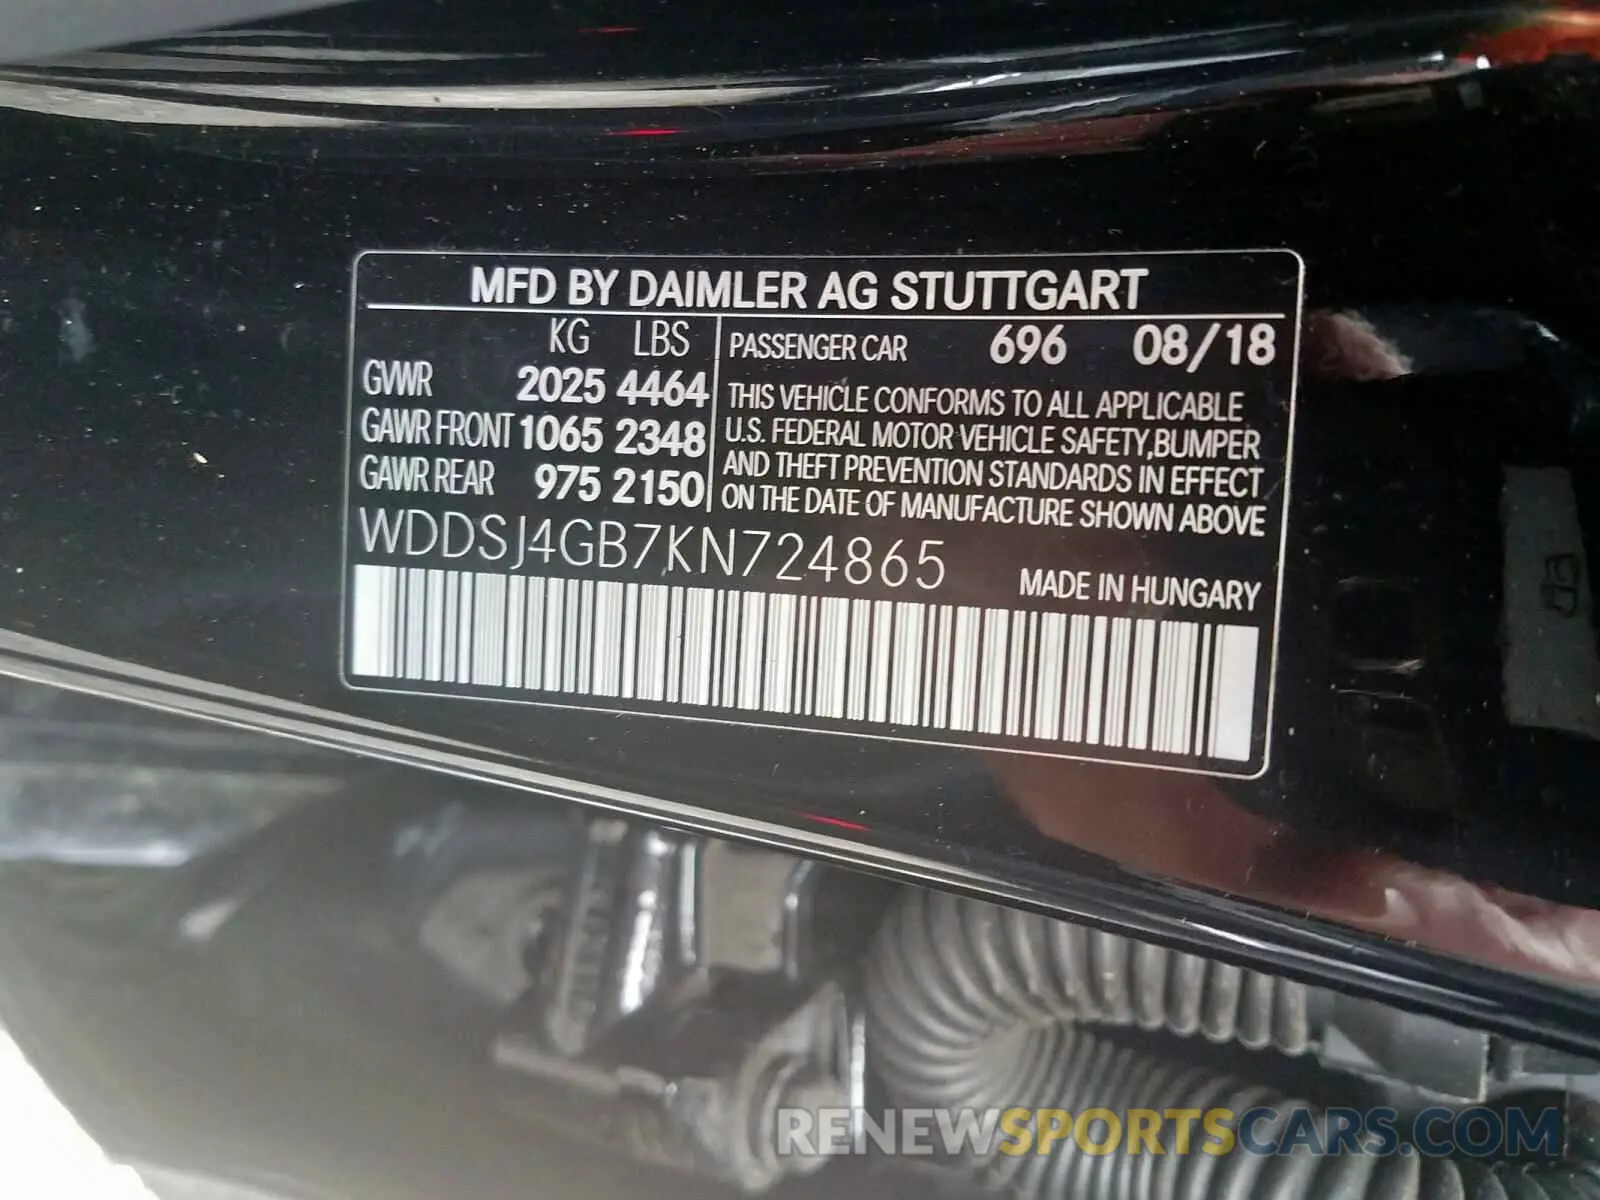 MFD BY DAIMLER AG STUTTGART
KG LBS
GVWR 2025 4464
GAWR FRONT 1065 2348
GAWR REAR 975 2150
PASSENGER CAR 696 08/18
THIS VEHICLE CONFORMS TO ALL APPLICABLE
U.S. FEDERAL MOTOR VEHICLE SAFETY,BUMPER
AND THEFT PREVENTION STANDARDS IN EFFECT
ON THE DATE OF MANUFACTURE SHOWN ABOVE
WDDSJ4GB7KN724865
MADE IN HUNGARY
RENEWSPORTSCARS.COM